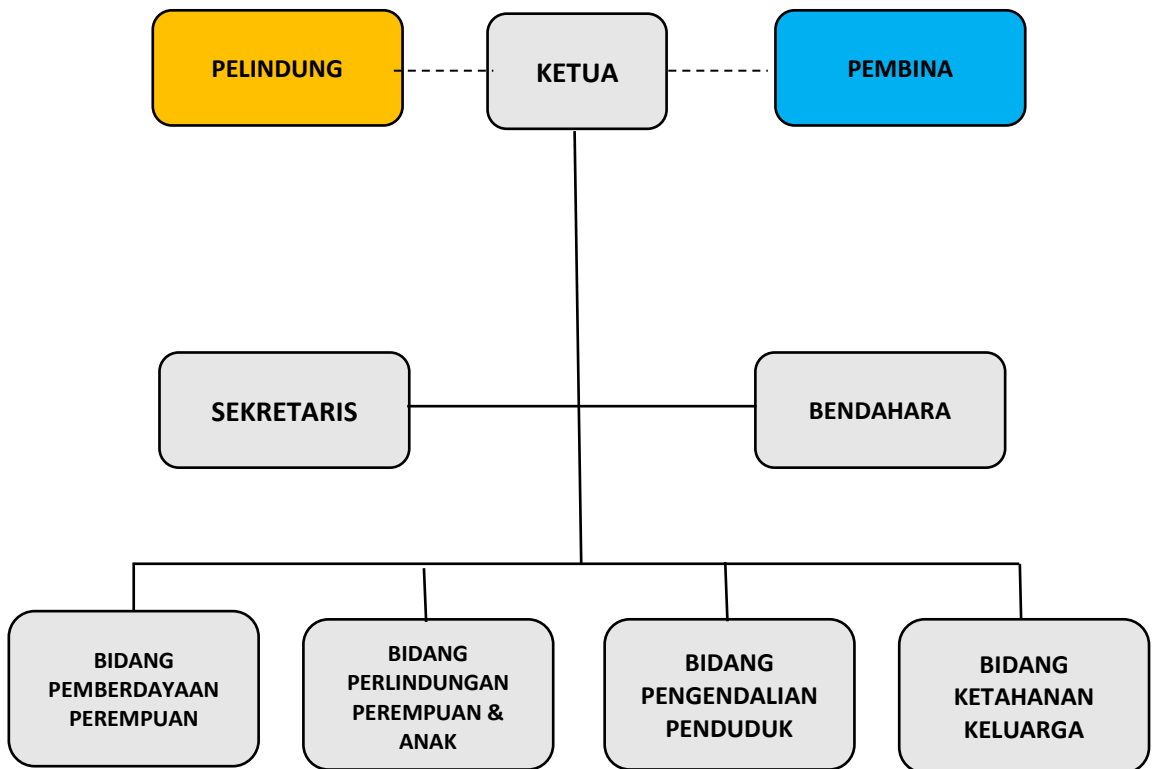 PELINDUNG
KETUA
PEMBINA
SEKRETARIS
BENDAHARA
BIDANG
PEMBERDAYAAN
PEREMPUAN
BIDANG
PERLINDUNGAN
PEREMPUAN &
ANAK
BIDANG
PENGENDALIAN
PENDUDUK
BIDANG
KETAHANAN
KELUARGA